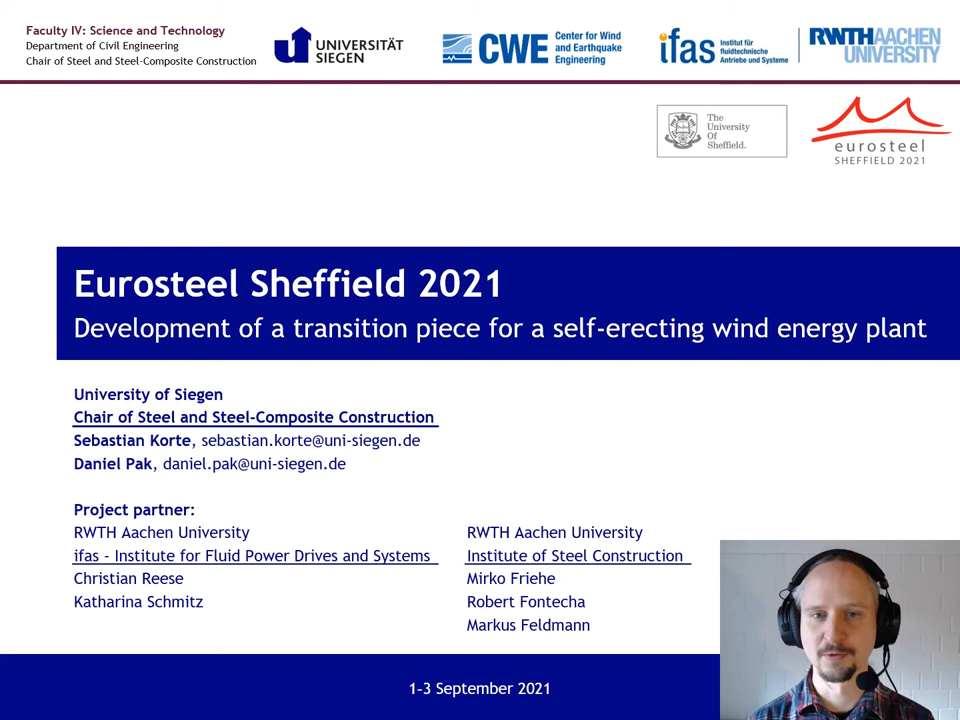 Faculty IV: Science and Technology
Department of Civil Engineering
Chair of Steel and Steel-Composite Construction
UNIVERSITÄT
SIEGEN
CWE
Center for Wind
and Earthquake
Engineering
ifas
Institut für
fluidtechnische
Antriebe und Systeme
RWTHAACHEN
UNIVERSITY
The
University
Of
Sheffield.
eurosteel
SHEFFIELD 2021
Eurosteel Sheffield 2021
Development of a transition piece for a self-erecting wind energy plant
University of Siegen
Chair of Steel and Steel-Composite Construction
Sebastian Korte, sebastian.korte@uni-siegen.de
Daniel Pak, daniel.pak@uni-siegen.de
Project partner:
RWTH Aachen University
ifas - Institute for Fluid Power Drives and Systems
Christian Reese
Katharina Schmitz
RWTH Aachen University
Institute of Steel Construction
Mirko Friehe
Robert Fontecha
Markus Feldmann
1-3 September 2021